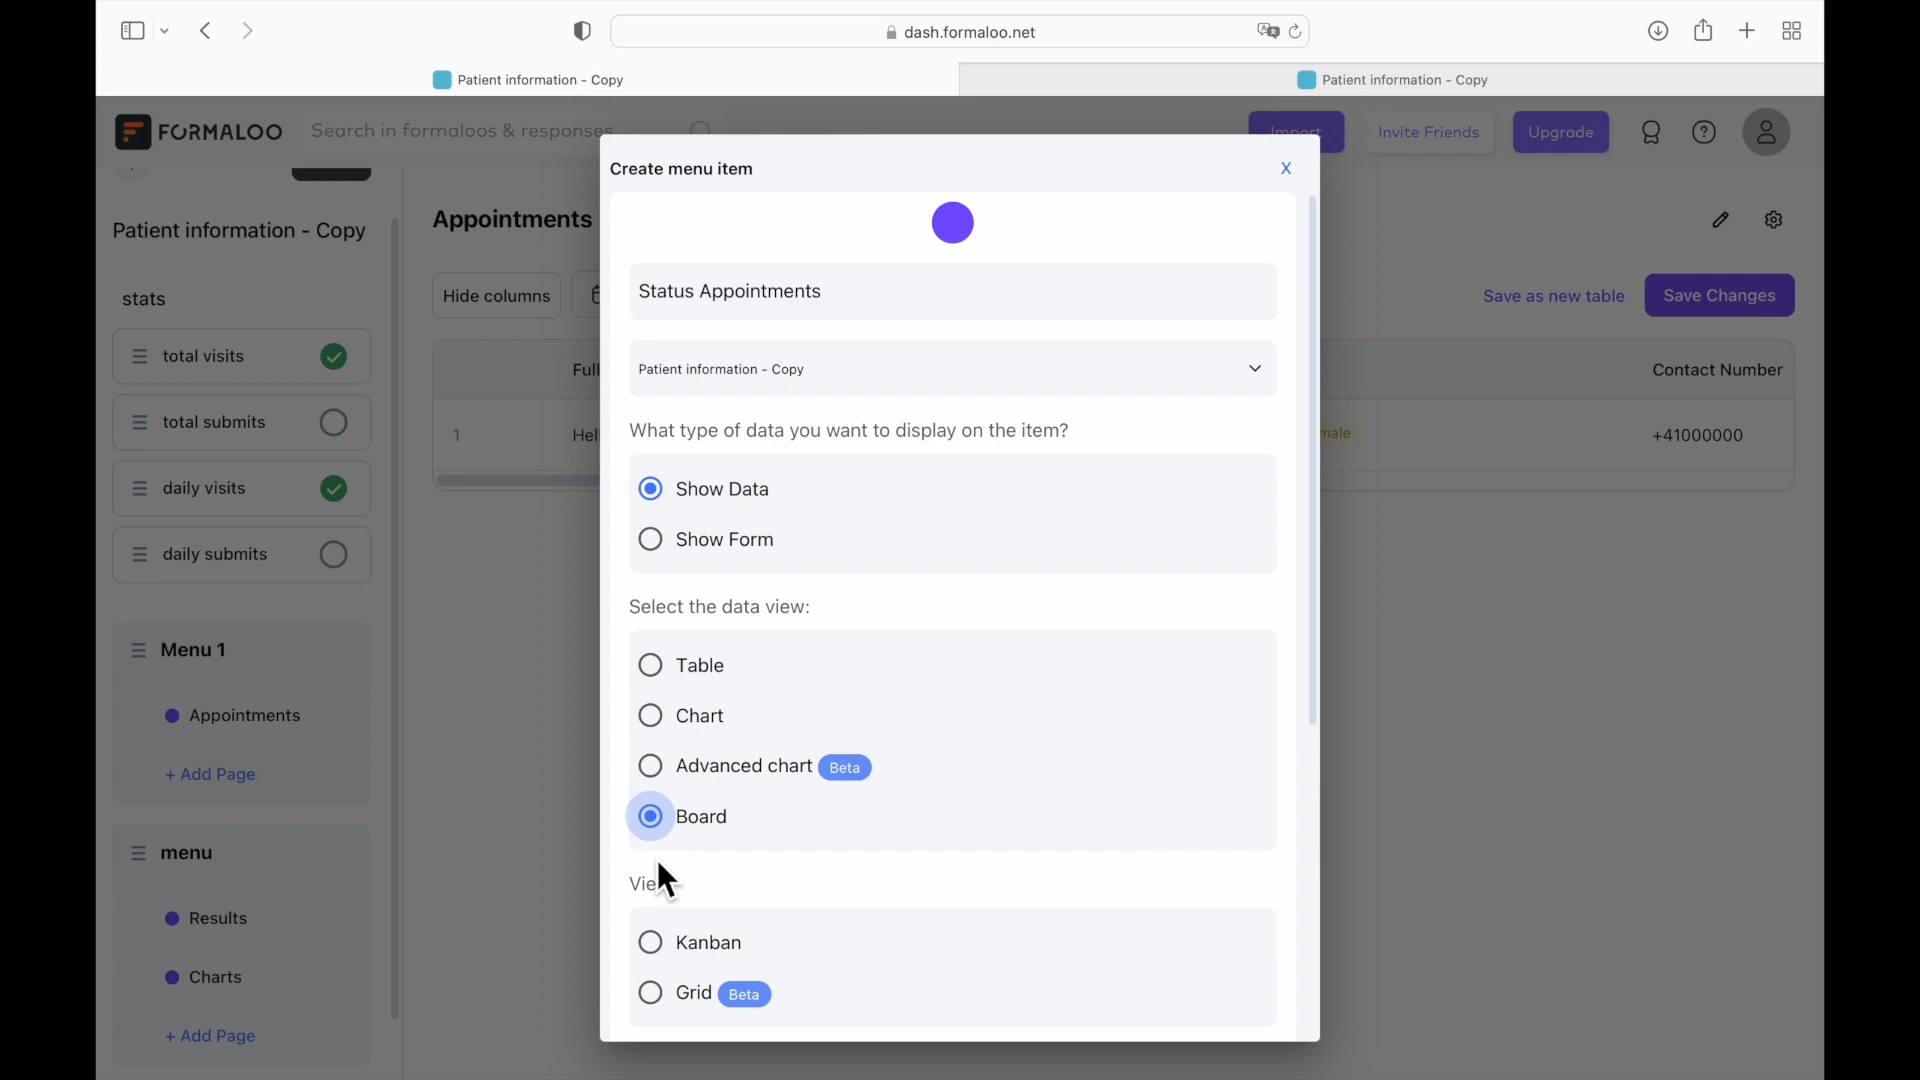 dash.formaloo.net
Patient information - Copy
Patient information - Copy
FORMALOO
Search in formaloos & responses
Import
Invite Friends
Upgrade
Patient information - Copy
stats
total visits
total submits
daily visits
daily submits
Menu 1
Appointments
+ Add Page
menu
Results
Charts
+ Add Page
Appointments
Hide columns
Save as new table
Save Changes
Contact Number
1
male
+41000000
Create menu item
X
Status Appointments
Patient information - Copy
What type of data you want to display on the item?
Show Data
Show Form
Select the data view:
Table
Chart
Advanced chart Beta
Board
Kanban
Grid Beta